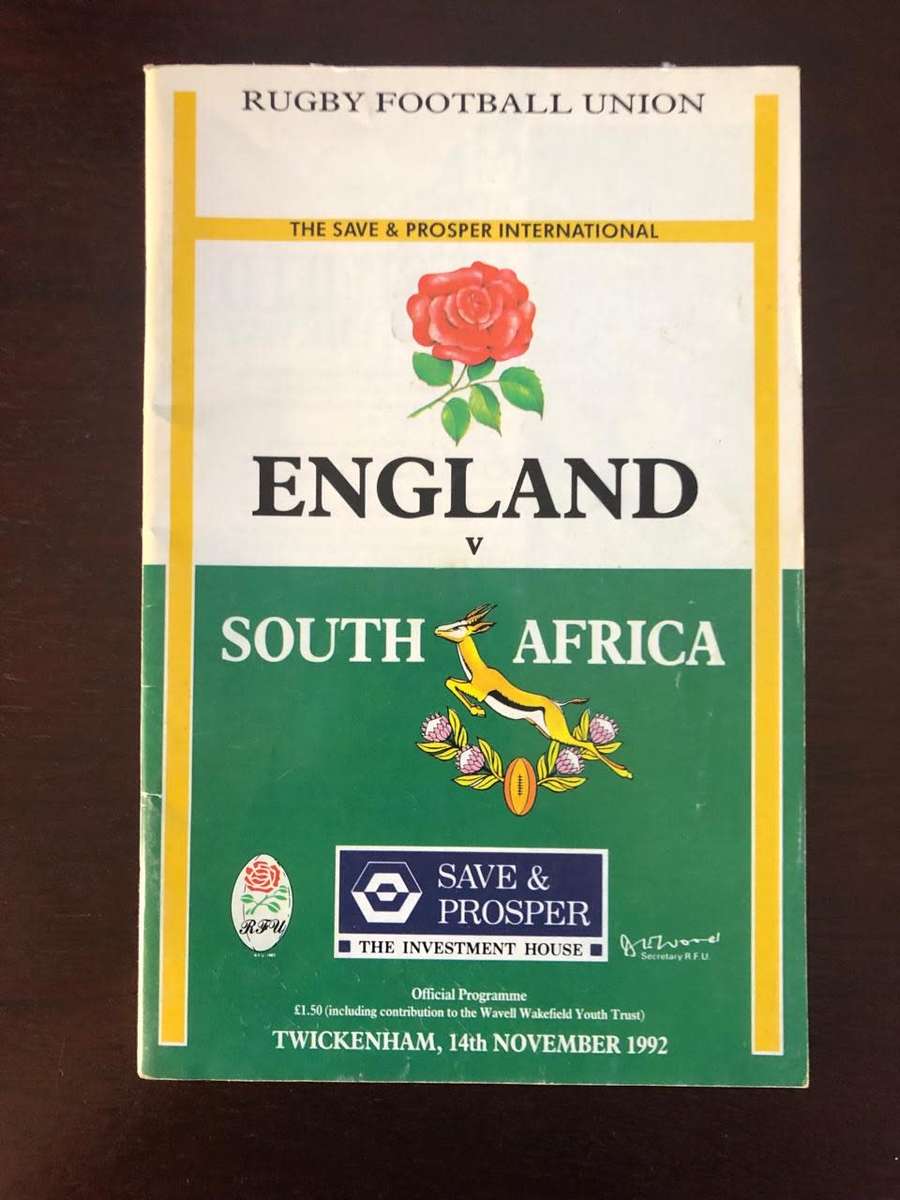 RUGBY FOOTBALL UNION
THE SAVE & PROSPER INTERNATIONAL
ENGLAND
v
SOUTH AFRICA
RFU
SAVE &
PROSPER
THE INVESTMENT HOUSE
Secretary R.F.U.
Official Programme
£1.50 (including contribution to the Wavell Wakefield Youth Trust)
TWICKENHAM, 14th NOVEMBER 1992